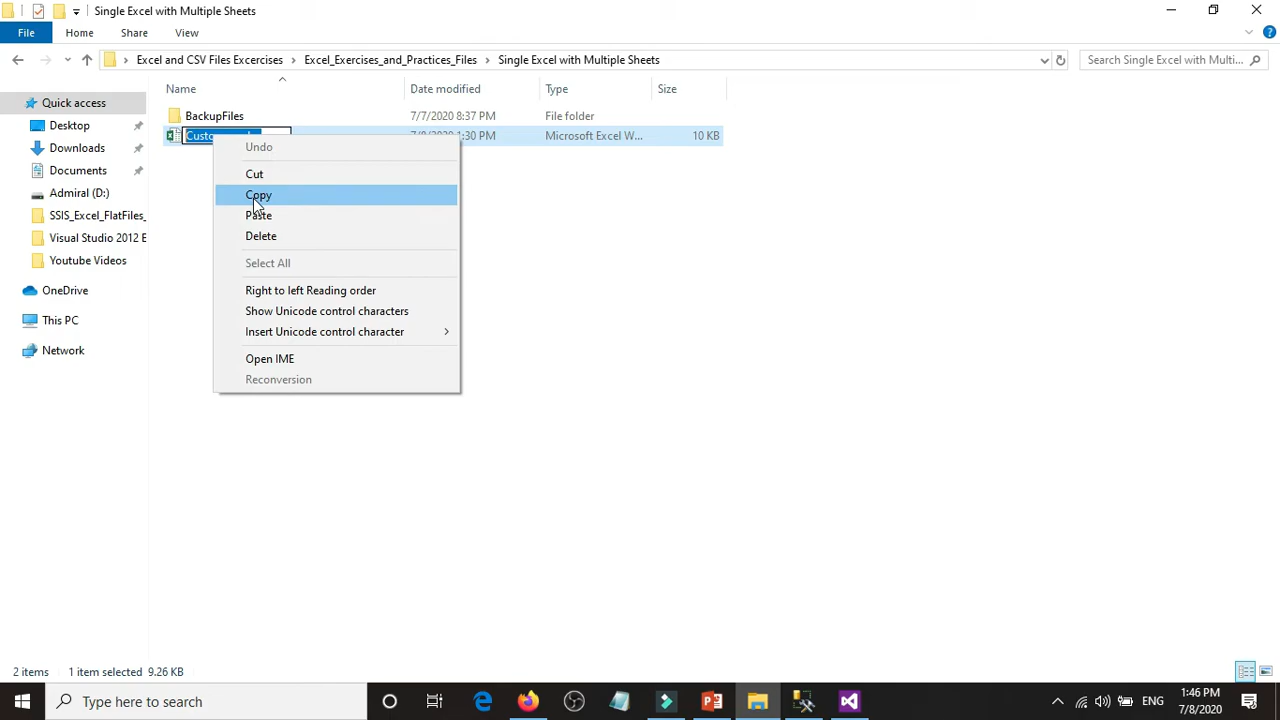 Single Excel with Multiple Sheets
File Home Share View
Excel and CSV Files Excercises > Excel_Exercises_and_Practices_Files > Single Excel with Multiple Sheets
Search Single Excel with Multi...
Name Date modified Type Size
Quick access
Desktop
Downloads
Documents
Admiral (D:)
SSIS_Excel_FlatFiles_
Visual Studio 2012 E
Youtube Videos
OneDrive
This PC
Network
BackupFiles 7/7/2020 8:37 PM File folder
1:30 PM Microsoft Excel W... 10 KB
Undo
Cut
Copy
Paste
Delete
Select All
Right to left Reading order
Show Unicode control characters
Insert Unicode control character
Open IME
Reconversion
2 items 1 item selected 9.26 KB
Type here to search
ENG
1:46 PM
7/8/2020